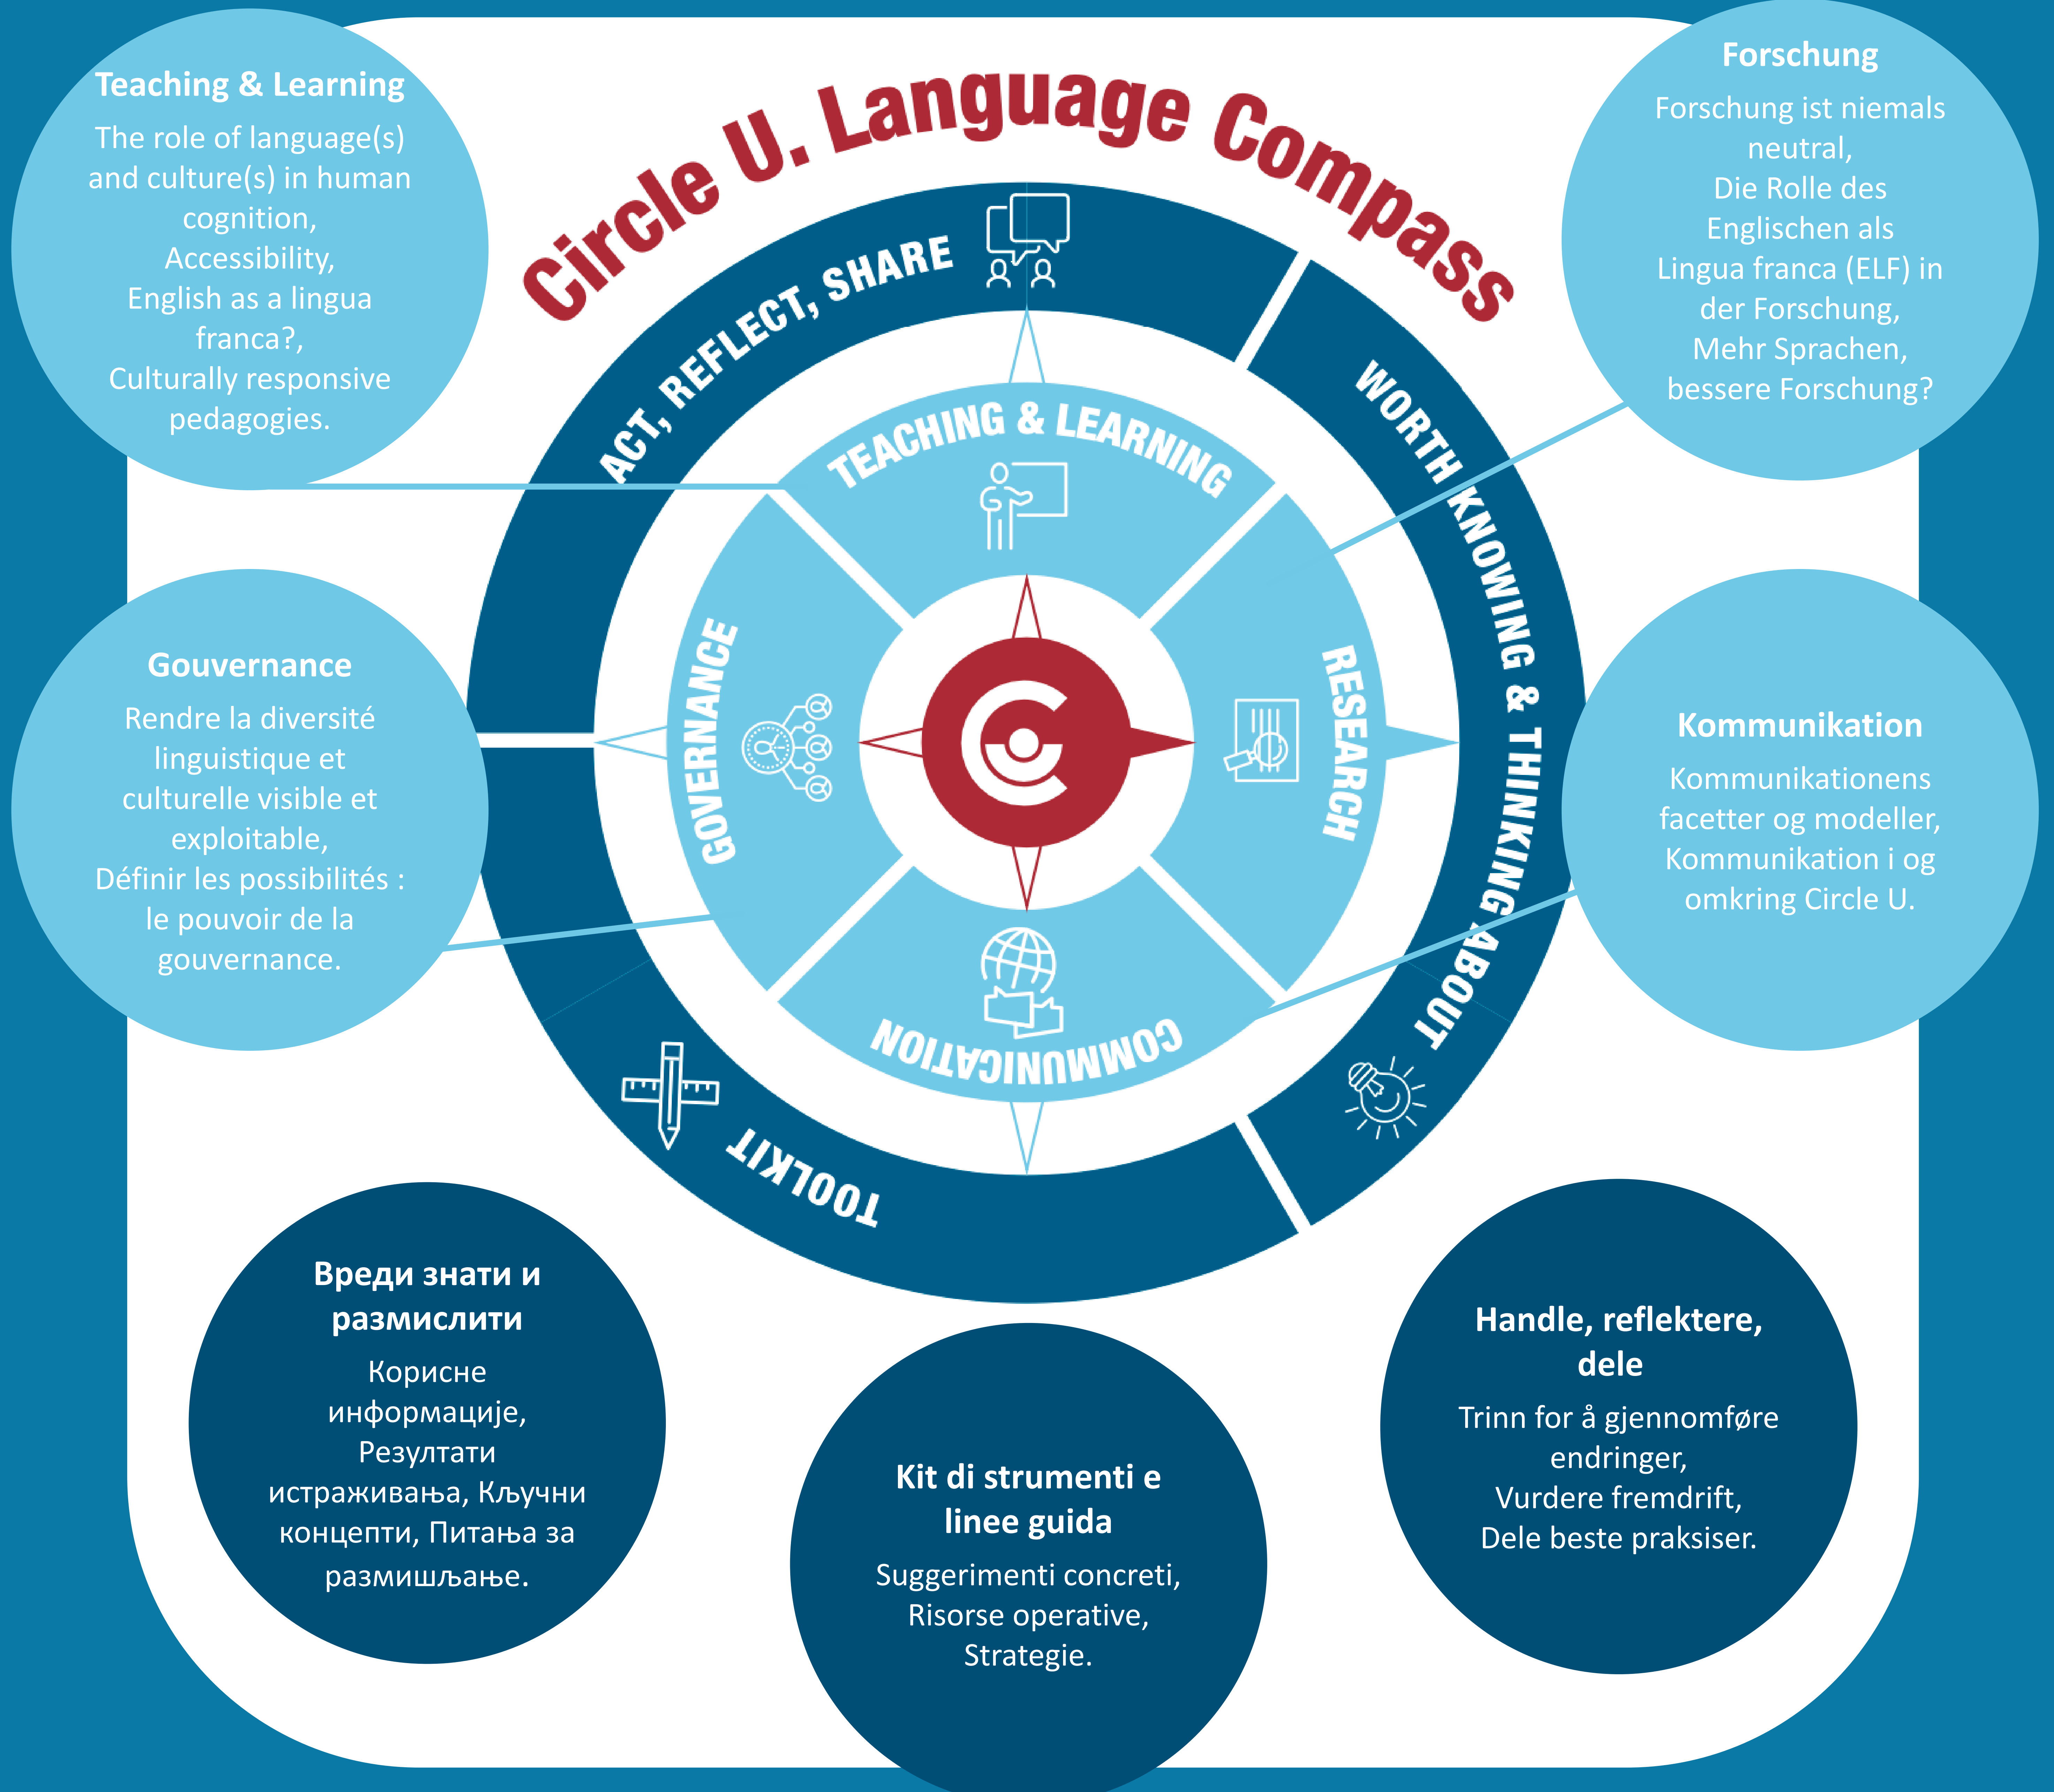 Circle U. Language Compass
Teaching & Learning
The role of language(s)
and culture(s) in human
cognition,
Accessibility,
English as a lingua
franca?,
Culturally responsive
pedagogies.
Forschung
Forschung ist niemals
neutral,
Die Rolle des
Englischen als
Lingua franca (ELF) in
der Forschung,
Mehr Sprachen,
bessere Forschung?
ACT, REFLECT, SHARE
WORTH KNOWING & THINKING ABOUT
TOOLKIT
TEACHING & LEARNING
RESEARCH
COMMUNICATION
GOVERNANCE
Gouvernance
Rendre la diversité
linguistique et
culturelle visible et
exploitable,
Définir les possibilités :
le pouvoir de la
gouvernance.
Kommunikation
Kommunikationens
facetter og modeller,
Kommunikation i og
omkring Circle U.
Вреди знати и
размислити
Корисне
информације,
Резултати
истраживања, Кључни
концепти, Питања за
размишљање.
Kit di strumenti e
linee guida
Suggerimenti concreti,
Risorse operative,
Strategie.
Handle, reflektere,
dele
Trinn for å gjennomføre
endringer,
Vurdere fremdrift,
Dele beste praksiser.